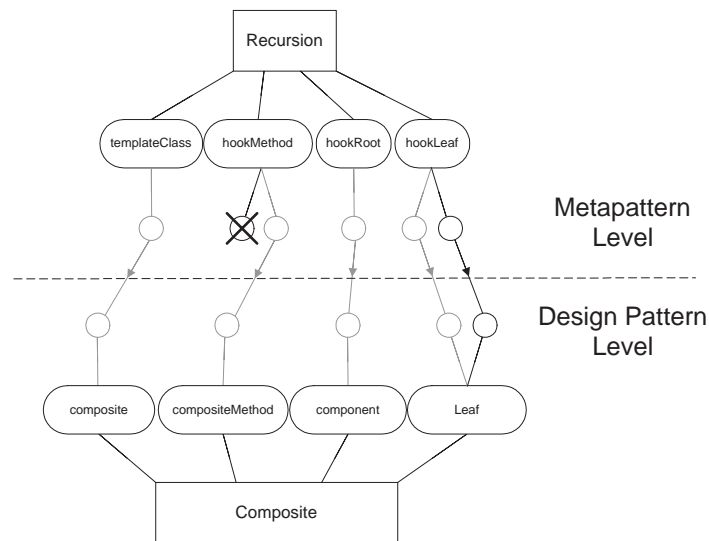 Recursion
templateClass
hookMethod
hookRoot
hookLeaf
Metapattern
Level
Design Pattern
Level
composite
compositeMethod
component
Leaf
Composite